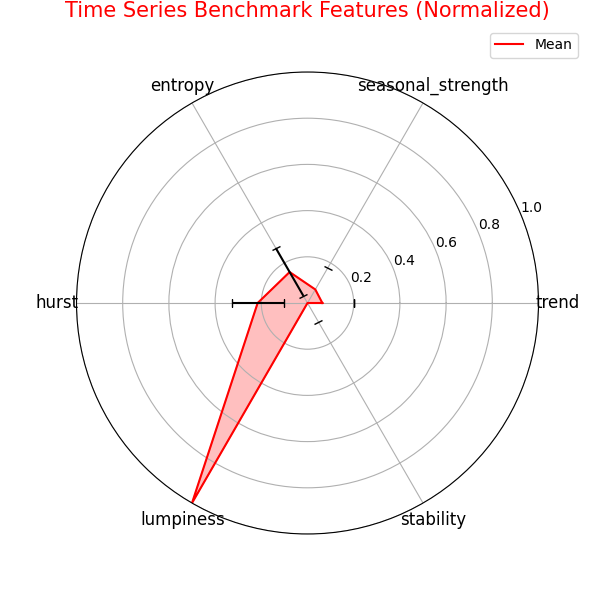 Time Series Benchmark Features (Normalized)
Mean
entropy
seasonal_strength
1.0
0.8
0.6
0.4
0.2
hurst
trend
lumpiness
stability